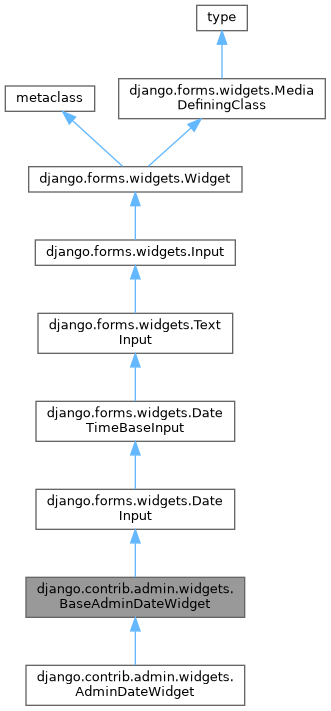 type
django.forms.widgets.Media
DefiningClass
metaclass
django.forms.widgets.Widget
django.forms.widgets.Input
django.forms.widgets.Text
Input
django.forms.widgets.Date
TimeBaseInput
django.forms.widgets.Date
Input
django.contrib.admin.widgets.
BaseAdminDateWidget
django.contrib.admin.widgets.
AdminDateWidget